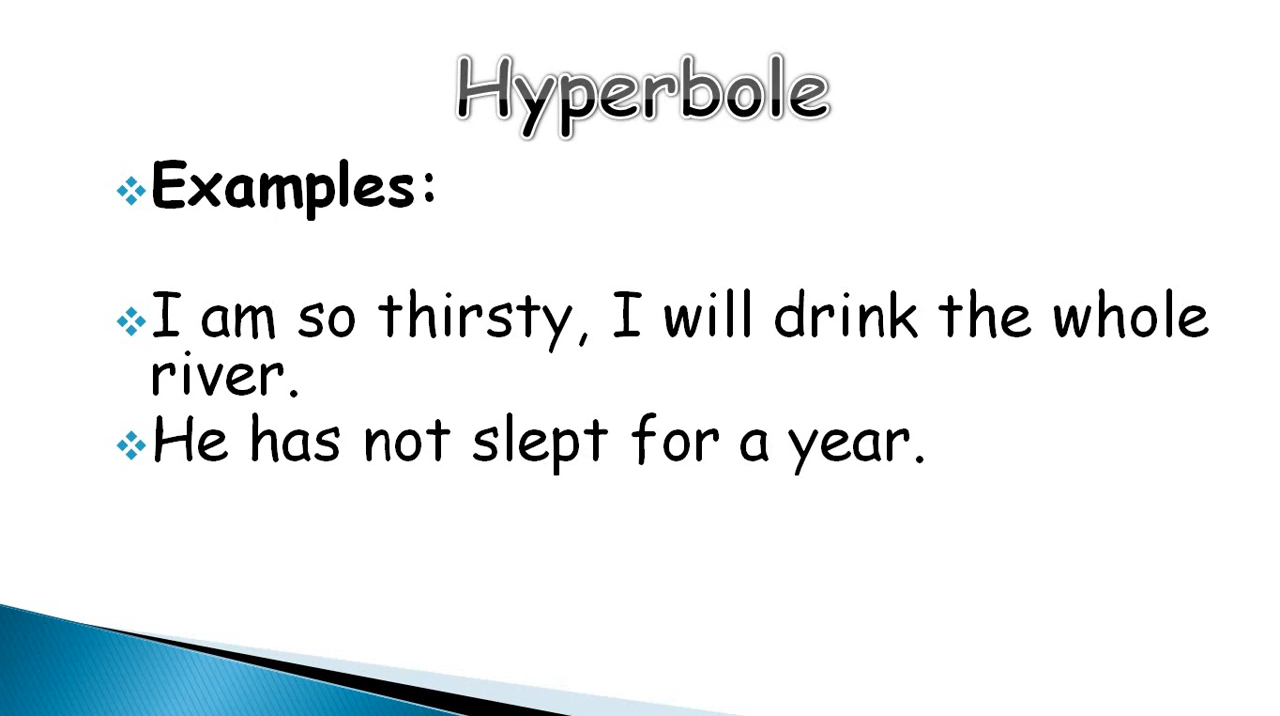 Hyperbole
Examples:
I am so thirsty, I will drink the whole
river.
He has not slept for a year.